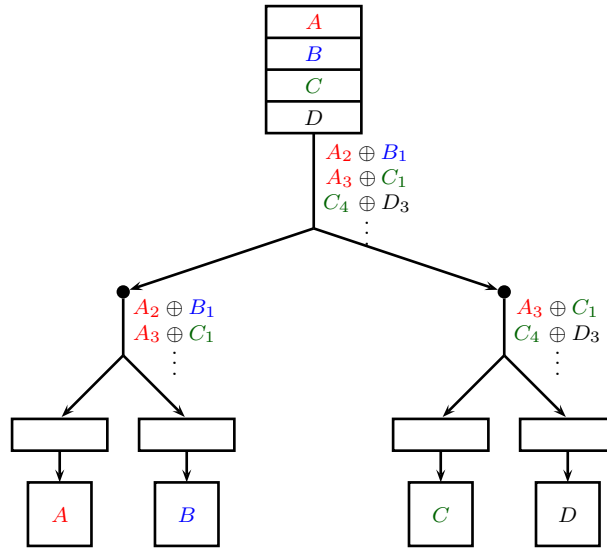 A
B
C
D
A₂ ⊕ B₁
A₃ ⊕ C₁
C₄ ⊕ D₃
⋮
A₂ ⊕ B₁
A₃ ⊕ C₁
⋮
A₃ ⊕ C₁
C₄ ⊕ D₃
⋮
A B C D